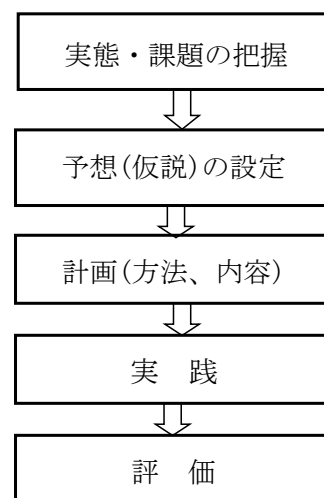 実態・課題の把握
予想(仮説)の設定
計画(方法、内容)
実　践
評　価